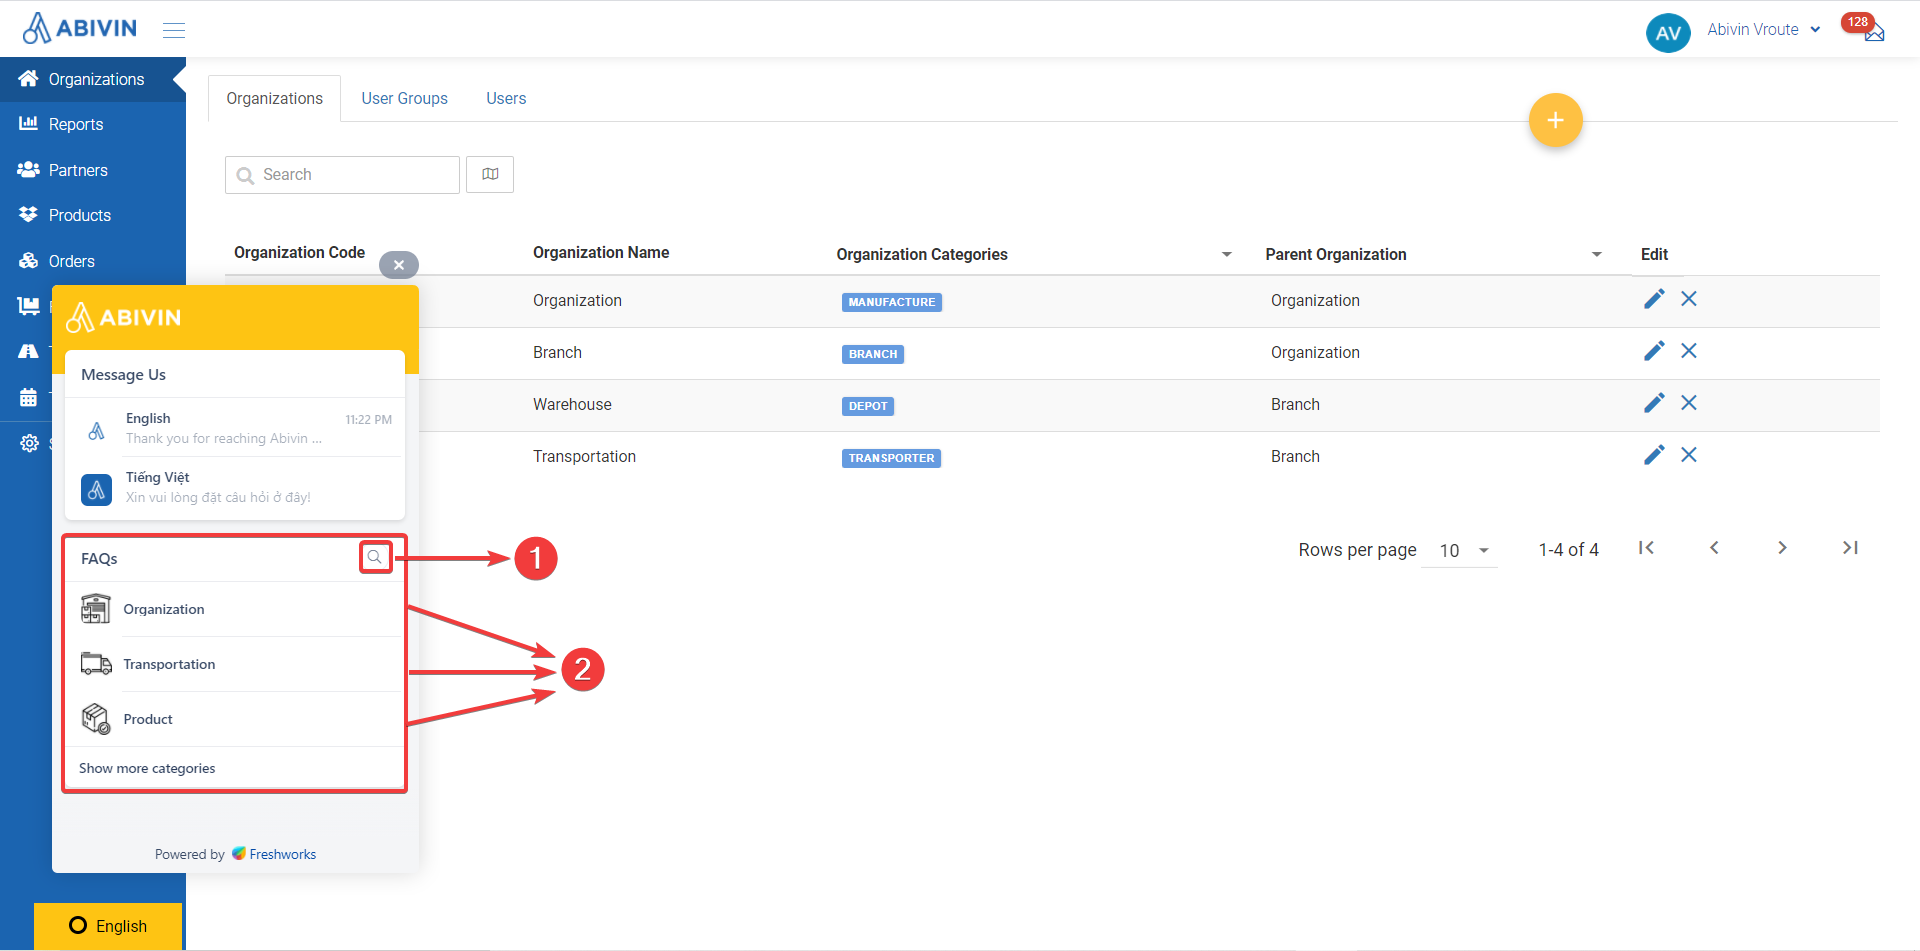 ABIVIN
AV
Abivin Vroute
128
Organizations
Reports
Partners
Products
Orders
Organizations
User Groups
Users
+
Search
Organization Code
Organization Name
Organization Categories
Parent Organization
Edit
Organization
MANUFACTURE
Organization
Branch
BRANCH
Organization
Warehouse
DEPOT
Branch
Transportation
TRANSPORTER
Branch
Rows per page
10
1-4 of 4
ABIVIN
Message Us
English
11:22 PM
Thank you for reaching Abivin ...
Tiếng Việt
Xin vui lòng đặt câu hỏi ở đây!
FAQs
1
Organization
Transportation
2
Product
Show more categories
Powered by Freshworks
English